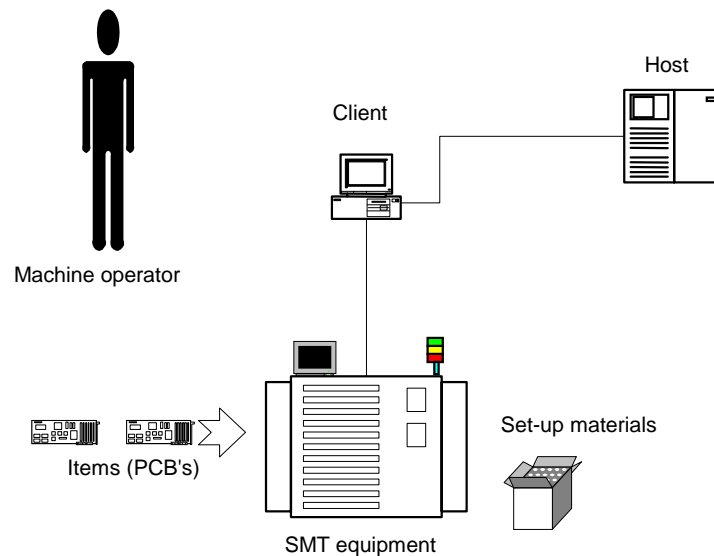 Host
Client
Machine operator
Set-up materials
Items (PCB's)
SMT equipment